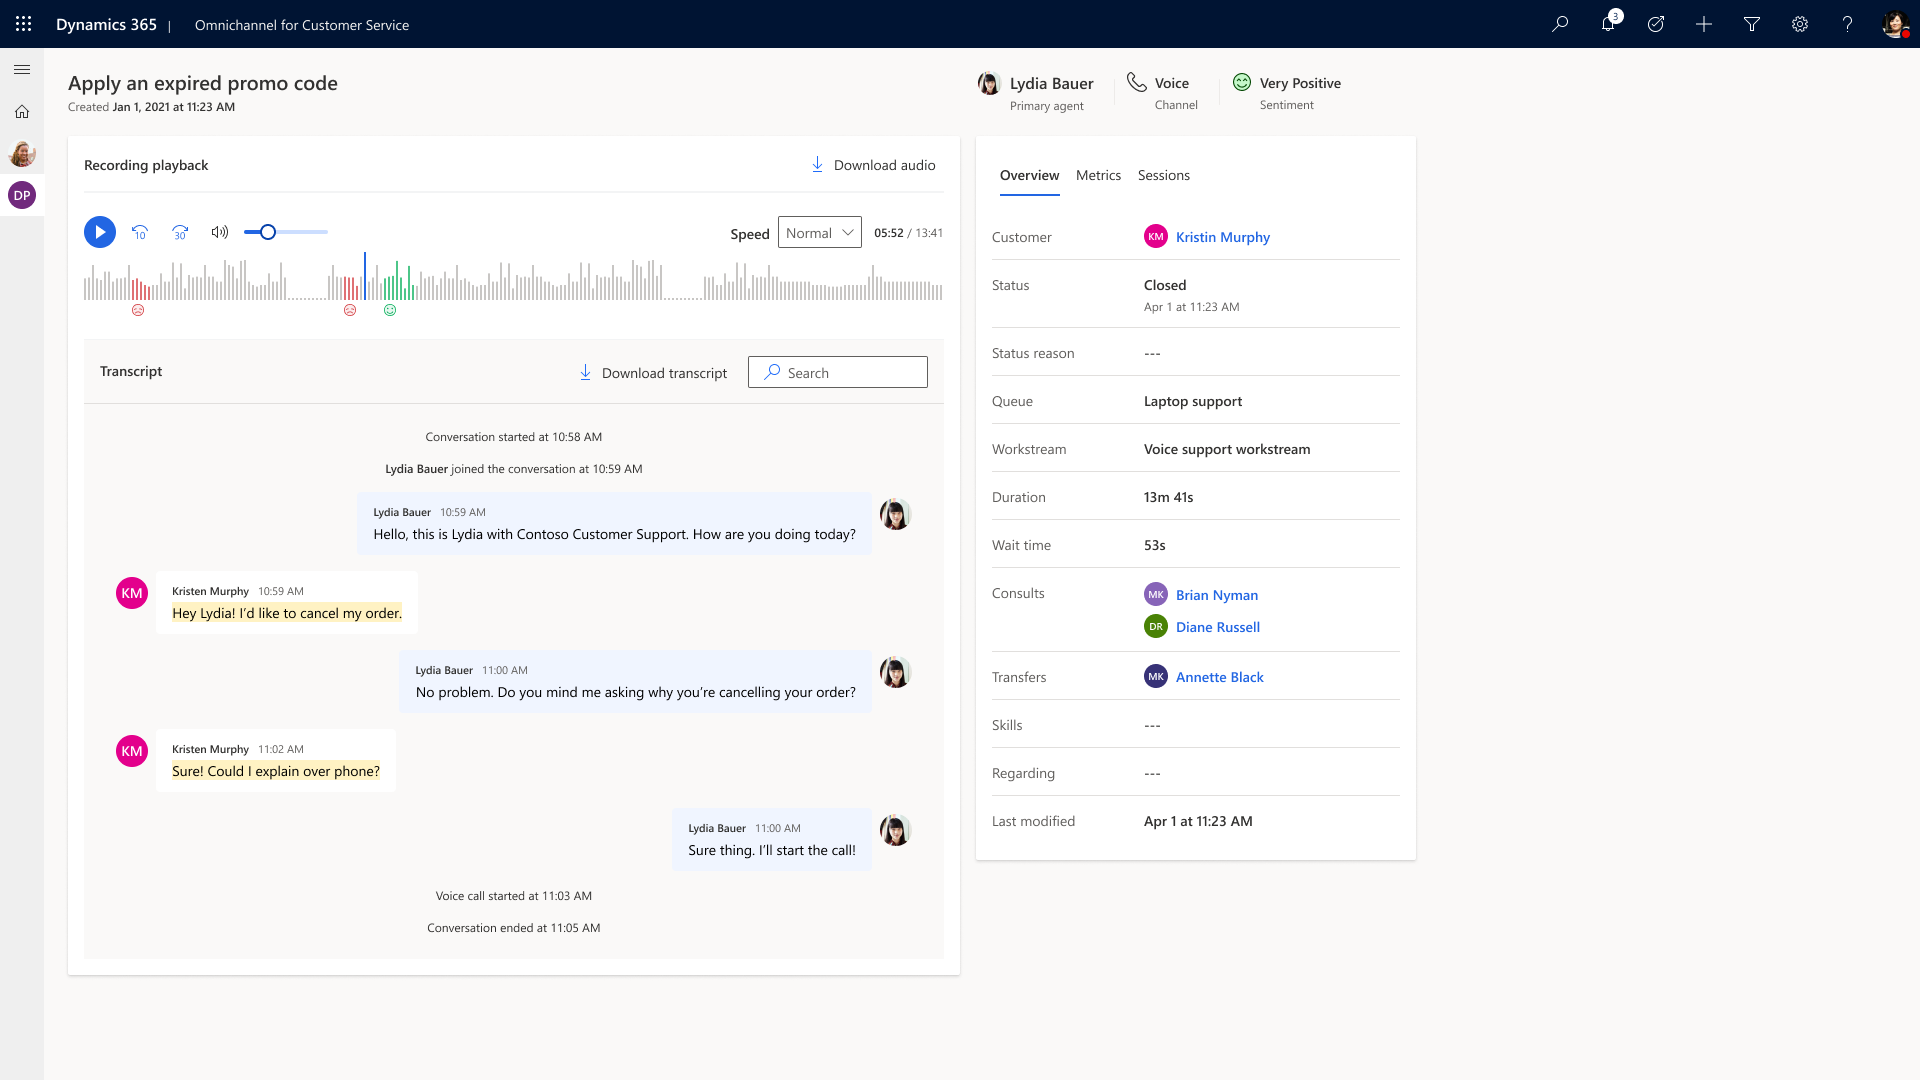 Dynamics 365 | Omnichannel for Customer Service
3
Apply an expired promo code
Created Jan 1, 2021 at 11:23 AM
Lydia Bauer
Primary agent
Voice
Channel
Very Positive
Sentiment
DP
Recording playback
Download audio
10
30
Speed
Normal
05:52 / 13:41
Transcript
Download transcript
Search
Conversation started at 10:58 AM
Lydia Bauer joined the conversation at 10:59 AM
Lydia Bauer 10:59 AM
Hello, this is Lydia with Contoso Customer Support. How are you doing today?
KM
Kristen Murphy 10:59 AM
Hey Lydia! I’d like to cancel my order.
Lydia Bauer 11:00 AM
No problem. Do you mind me asking why you’re cancelling your order?
KM
Kristen Murphy 11:02 AM
Sure! Could I explain over phone?
Lydia Bauer 11:00 AM
Sure thing. I’ll start the call!
Voice call started at 11:03 AM
Conversation ended at 11:05 AM
Overview Metrics Sessions
Customer KM Kristin Murphy
Status Closed
Apr 1 at 11:23 AM
Status reason ---
Queue Laptop support
Workstream Voice support workstream
Duration 13m 41s
Wait time 53s
Consults MK Brian Nyman
DR Diane Russell
Transfers MK Annette Black
Skills ---
Regarding ---
Last modified Apr 1 at 11:23 AM